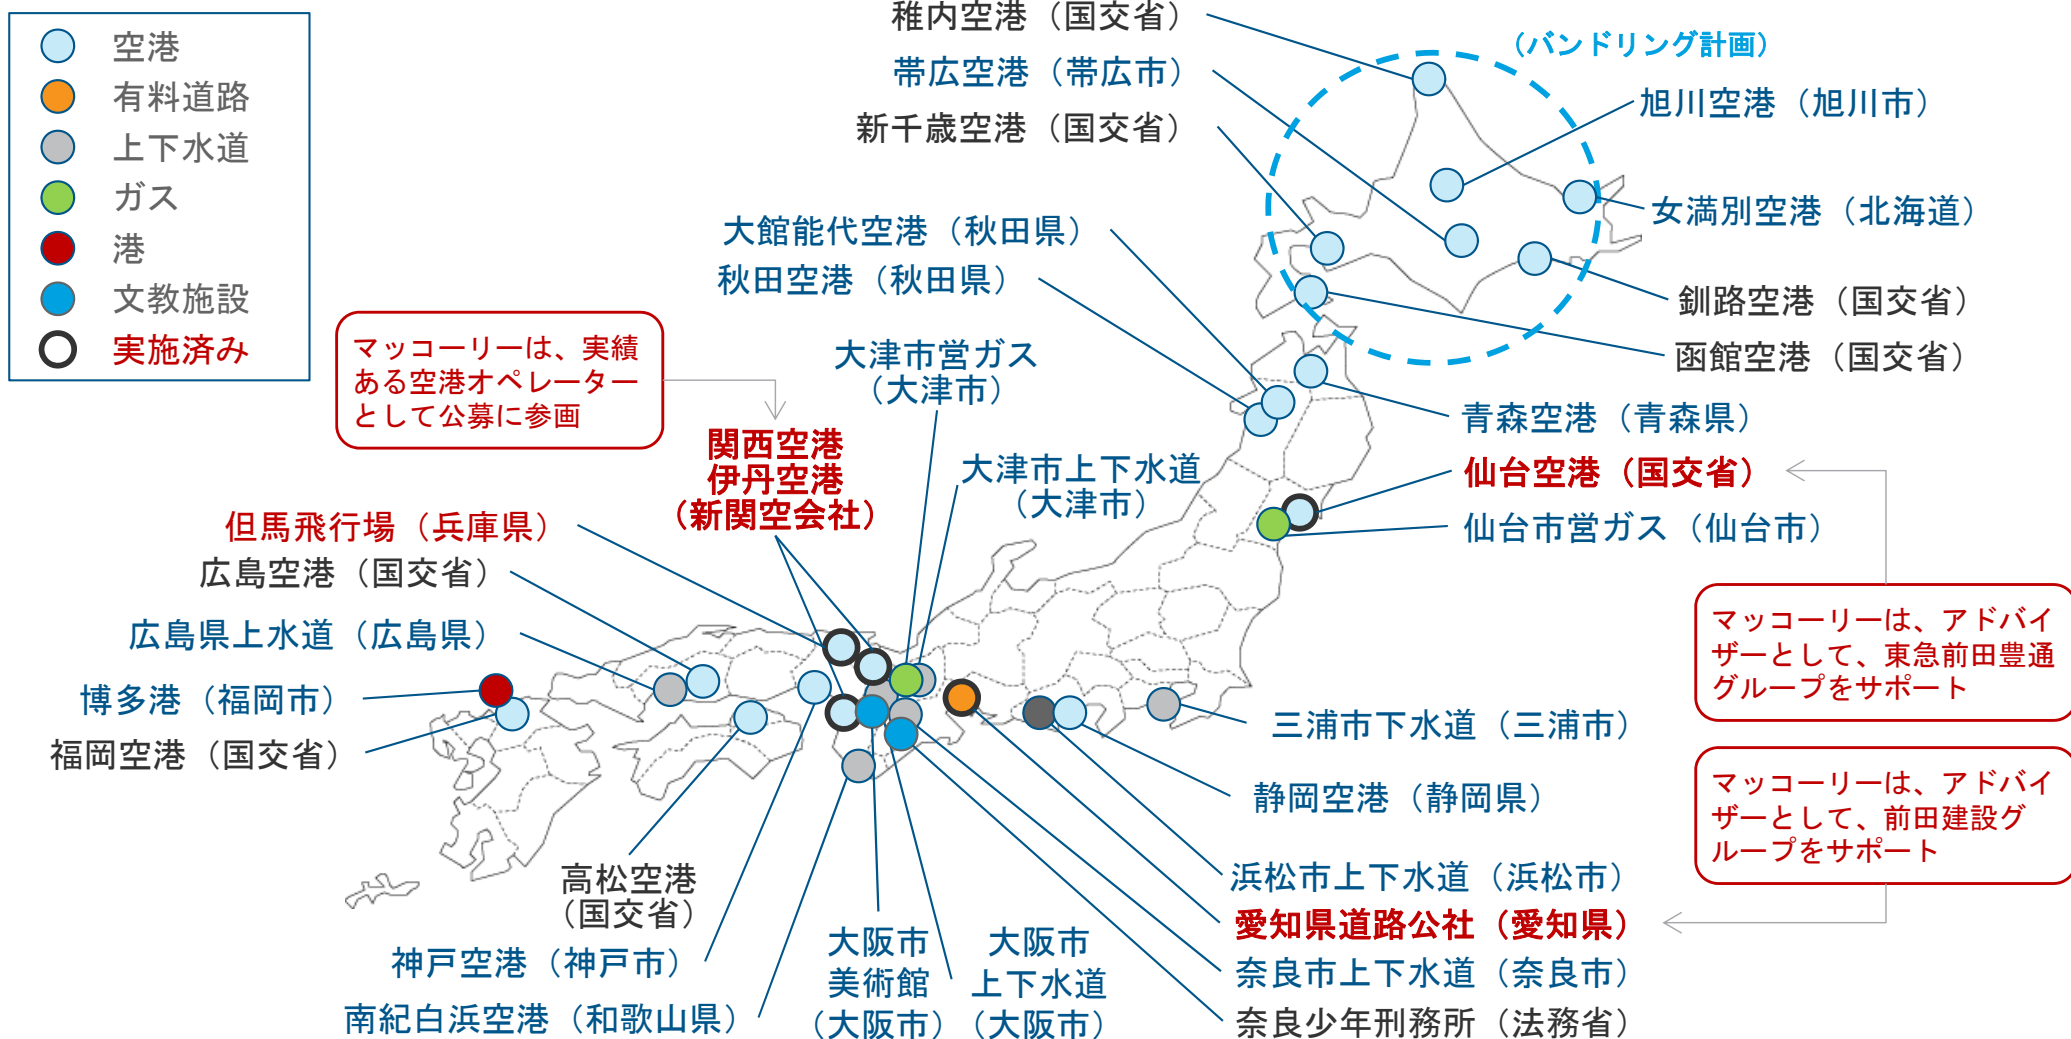 空港
有料道路
上下水道
ガス
港
文教施設
実施済み
稚内空港（国交省）
帯広空港（帯広市）
新千歳空港（国交省）
（バンドリング計画）
旭川空港（旭川市）
女満別空港（北海道）
釧路空港（国交省）
函館空港（国交省）
大館能代空港（秋田県）
秋田空港（秋田県）
マッコーリーは、実績
ある空港オペレーター
として公募に参画
大津市営ガス
（大津市）
関西空港
伊丹空港
（新関空会社）
大津市上下水道
（大津市）
青森空港（青森県）
仙台空港（国交省）
仙台市営ガス（仙台市）
但馬飛行場（兵庫県）
広島空港（国交省）
広島県上水道（広島県）
博多港（福岡市）
福岡空港（国交省）
マッコーリーは、アドバイ
ザーとして、東急前田豊通
グループをサポート
三浦市下水道（三浦市）
静岡空港（静岡県）
マッコーリーは、アドバイ
ザーとして、前田建設グ
ループをサポート
高松空港
（国交省）
神戸空港（神戸市）
南紀白浜空港（和歌山県）
大阪市
美術館
（大阪市）
大阪市
上下水道
（大阪市）
浜松市上下水道（浜松市）
愛知県道路公社（愛知県）
奈良市上下水道（奈良市）
奈良少年刑務所（法務省）